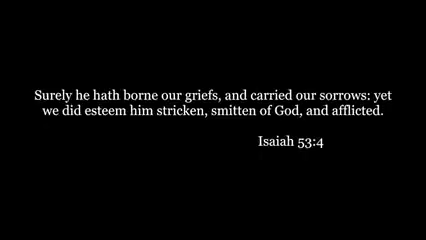 Surely he hath borne our griefs, and carried our sorrows: yet
we did esteem him stricken, smitten of God, and afflicted.
Isaiah 53:4